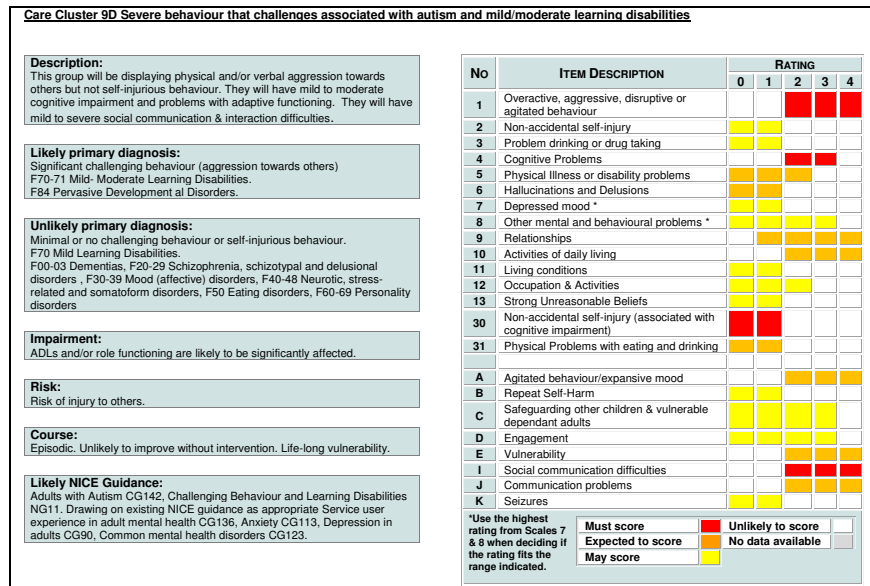 Care Cluster 9D Severe behaviour that challenges associated with autism and mild/moderate learning disabilities
Description:
This group will be displaying physical and/or verbal aggression towards
others but not self-injurious behaviour. They will have mild to moderate
cognitive impairment and problems with adaptive functioning. They will have
mild to severe social communication & interaction difficulties.
Likely primary diagnosis:
Significant challenging behaviour (aggression towards others)
F70-71 Mild- Moderate Learning Disabilities.
F84 Pervasive Development al Disorders.
Unlikely primary diagnosis:
Minimal or no challenging behaviour or self-injurious behaviour.
F70 Mild Learning Disabilities.
F00-03 Dementias, F20-29 Schizophrenia, schizotypal and delusional
disorders , F30-39 Mood (affective) disorders, F40-48 Neurotic, stress-
related and somatoform disorders, F50 Eating disorders, F60-69 Personality
disorders
Impairment:
ADLs and/or role functioning are likely to be significantly affected.
Risk:
Risk of injury to others.
Course:
Episodic. Unlikely to improve without intervention. Life-long vulnerability.
Likely NICE Guidance:
Adults with Autism CG142, Challenging Behaviour and Learning Disabilities
NG11. Drawing on existing NICE guidance as appropriate Service user
experience in adult mental health CG136, Anxiety CG113, Depression in
adults CG90, Common mental health disorders CG123.
NO ITEM DESCRIPTION RATING
0 1 2 3 4
1 Overactive, aggressive, disruptive or
agitated behaviour
2 Non-accidental self-injury
3 Problem drinking or drug taking
4 Cognitive Problems
5 Physical Illness or disability problems
6 Hallucinations and Delusions
7 Depressed mood *
8 Other mental and behavioural problems *
9 Relationships
10 Activities of daily living
11 Living conditions
12 Occupation & Activities
13 Strong Unreasonable Beliefs
30 Non-accidental self-injury (associated with
cognitive impairment)
31 Physical Problems with eating and drinking
A Agitated behaviour/expansive mood
B Repeat Self-Harm
C Safeguarding other children & vulnerable
dependant adults
D Engagement
E Vulnerability
I Social communication difficulties
J Communication problems
K Seizures
*Use the highest
rating from Scales 7
& 8 when deciding if
the rating fits the
range indicated.
Must score Unlikely to score
Expected to score No data available
May score